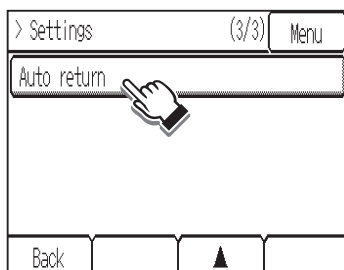 > Settings (3/3) Menu
Auto return
Back ▲